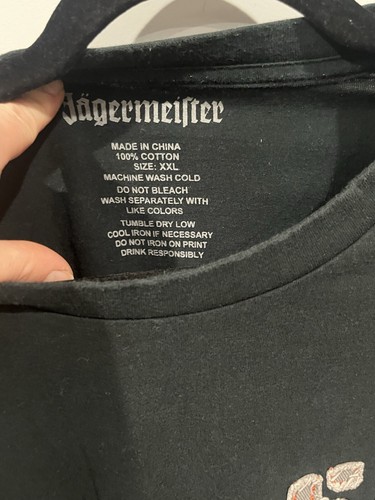 Jägermeiſter
MADE IN CHINA
100% COTTON
SIZE: XXL
MACHINE WASH COLD
DO NOT BLEACH
WASH SEPARATELY WITH
LIKE COLORS
TUMBLE DRY LOW
COOL IRON IF NECESSARY
DO NOT IRON ON PRINT
DRINK RESPONSIBLY